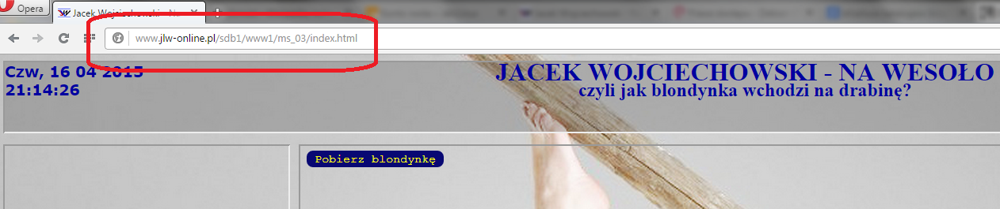 Opera
Jacek Wojciechowski - Na
www.jlw-online.pl/sdb1/www1/ms_03/index.html
Czw, 16 04 2015
21:14:26
JACEK WOJCIECHOWSKI - NA WESOŁO
czyli jak blondynka wchodzi na drabinę?
Pobierz blondynkę